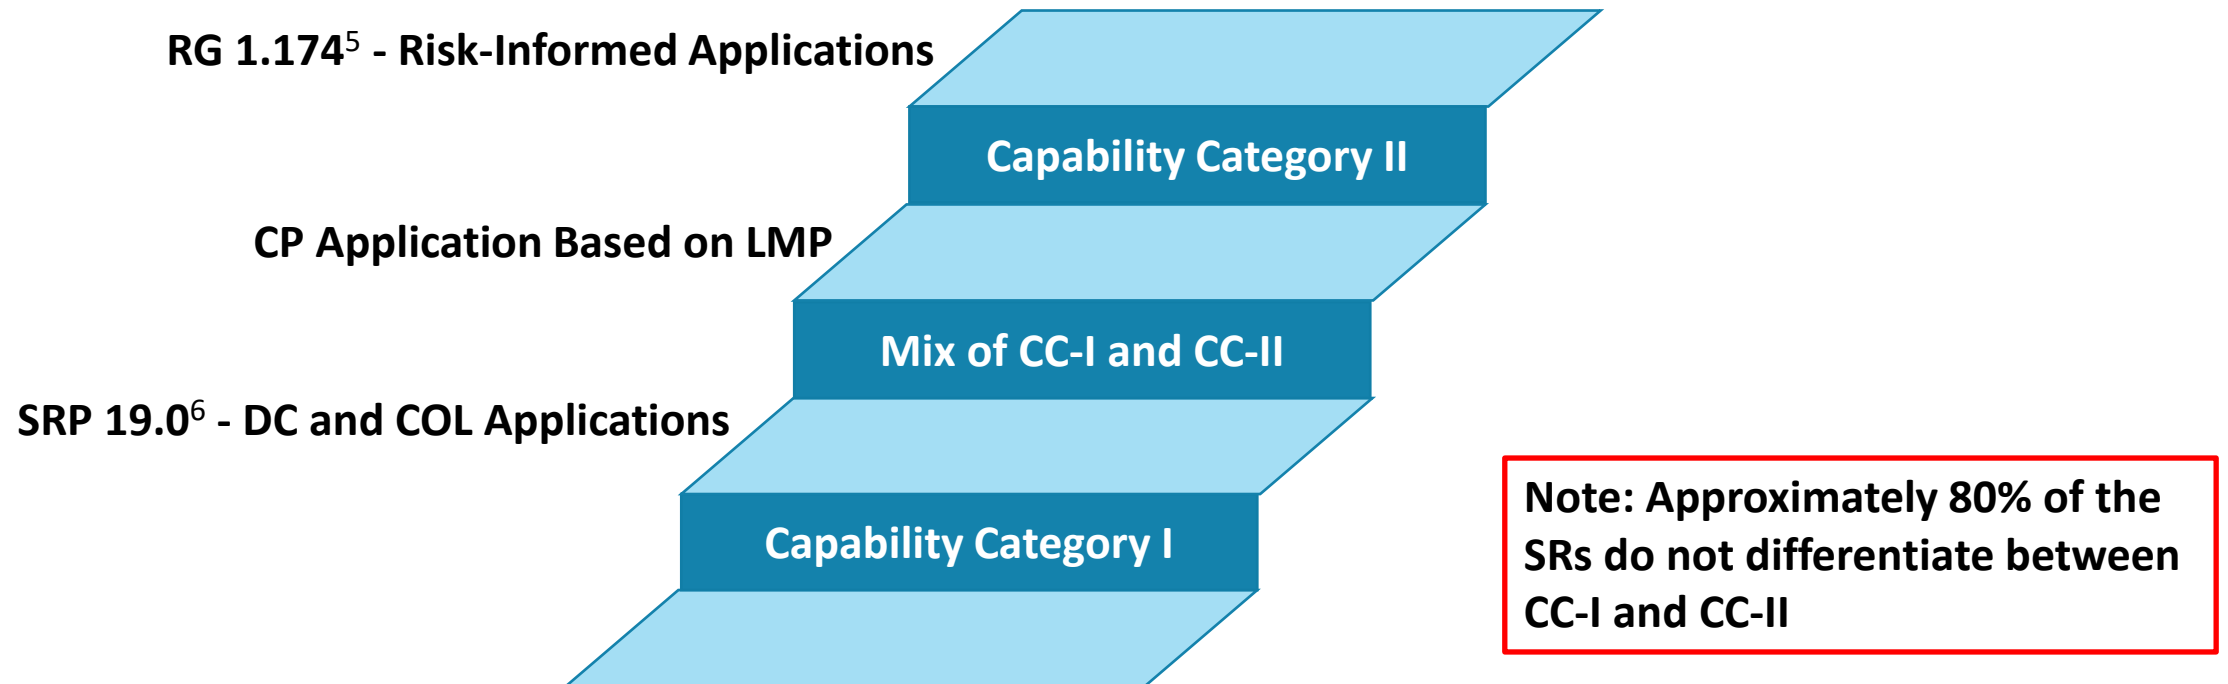 RG 1.174⁵ - Risk-Informed Applications
Capability Category II
CP Application Based on LMP
Mix of CC-I and CC-II
SRP 19.0⁶ - DC and COL Applications
Capability Category I
Note: Approximately 80% of the
SRs do not differentiate between
CC-I and CC-II